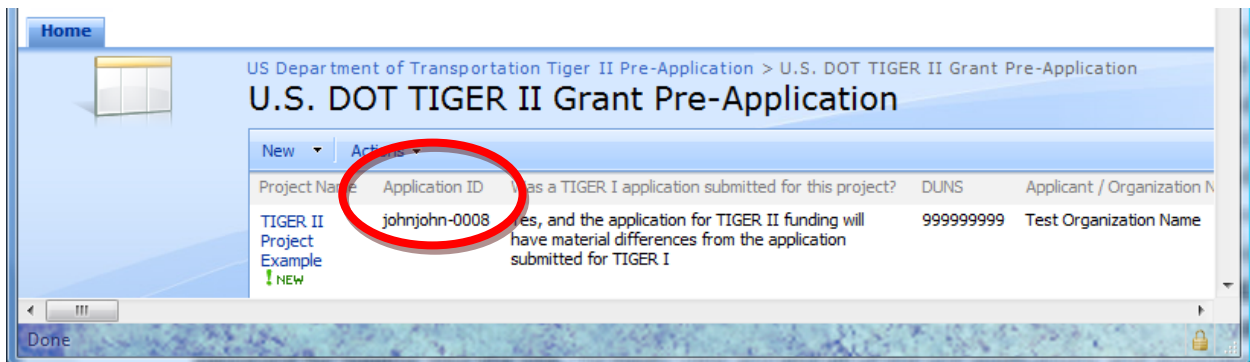 Home
US Department of Transportation Tiger II Pre-Application > U.S. DOT TIGER II Grant Pre-Application
U.S. DOT TIGER II Grant Pre-Application
New Actions
Project Name Application ID Was a TIGER I application submitted for this project? DUNS Applicant / Organization N
TIGER II johnjohn-0008 Yes, and the application for TIGER II funding will 999999999 Test Organization Name
Project have material differences from the application
Example submitted for TIGER I
! NEW
Done